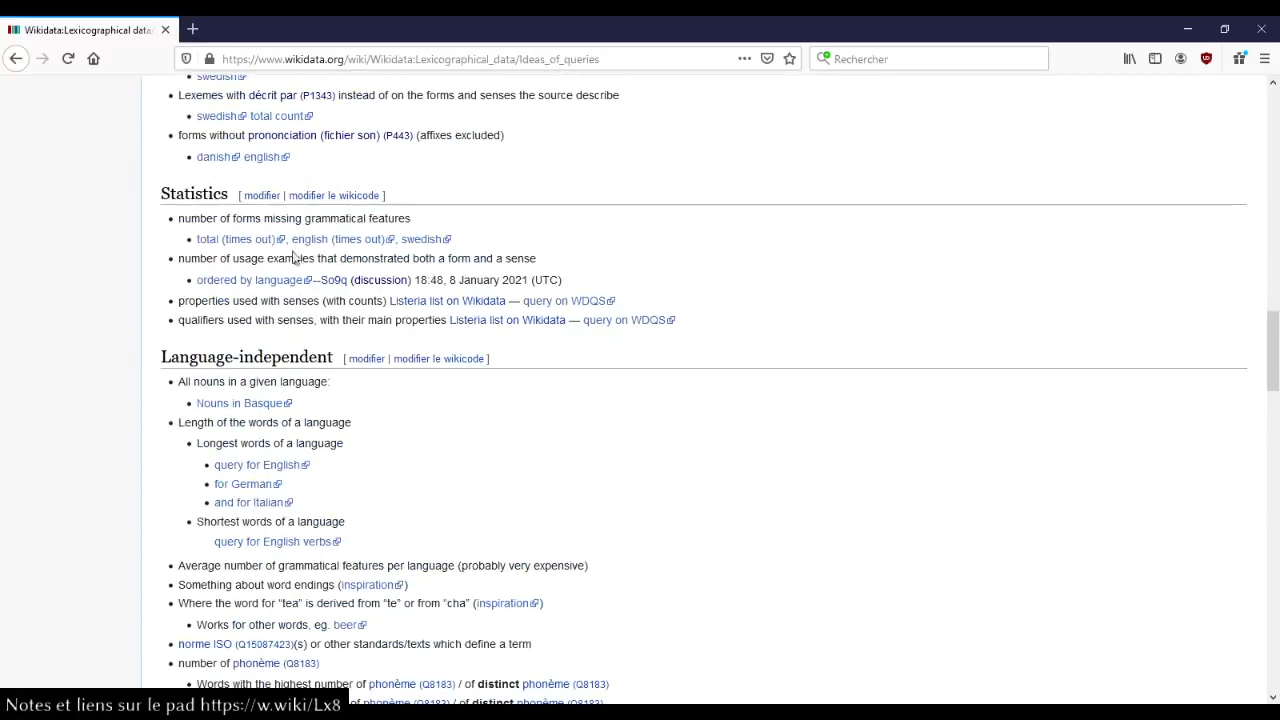 Wikidata:Lexicographical data/
https://www.wikidata.org/wiki/Wikidata:Lexicographical_data/Ideas_of_queries
Rechercher
swedish
Lexemes with décrit par (P1343) instead of on the forms and senses the source describe
swedish total count
forms without prononciation (fichier son) (P443) (affixes excluded)
danish english
Statistics [ modifier | modifier le wikicode ]
number of forms missing grammatical features
total (times out), english (times out), swedish
number of usage examples that demonstrated both a form and a sense
ordered by language--So9q (discussion) 18:48, 8 January 2021 (UTC)
properties used with senses (with counts) Listeria list on Wikidata — query on WDQS
qualifiers used with senses, with their main properties Listeria list on Wikidata — query on WDQS
Language-independent [ modifier | modifier le wikicode ]
All nouns in a given language:
Nouns in Basque
Length of the words of a language
Longest words of a language
query for English
for German
and for Italian
Shortest words of a language
query for English verbs
Average number of grammatical features per language (probably very expensive)
Something about word endings (inspiration)
Where the word for “tea” is derived from “te” or from “cha” (inspiration)
Works for other words, eg. beer
norme ISO (Q15087423)(s) or other standards/texts which define a term
number of phonème (Q8183)
Words with the highest number of phonème (Q8183) / of distinct phonème (Q8183)
of phonème (Q8183) / of distinct phonème (Q8183)
Notes et liens sur le pad https://w.wiki/Lx8